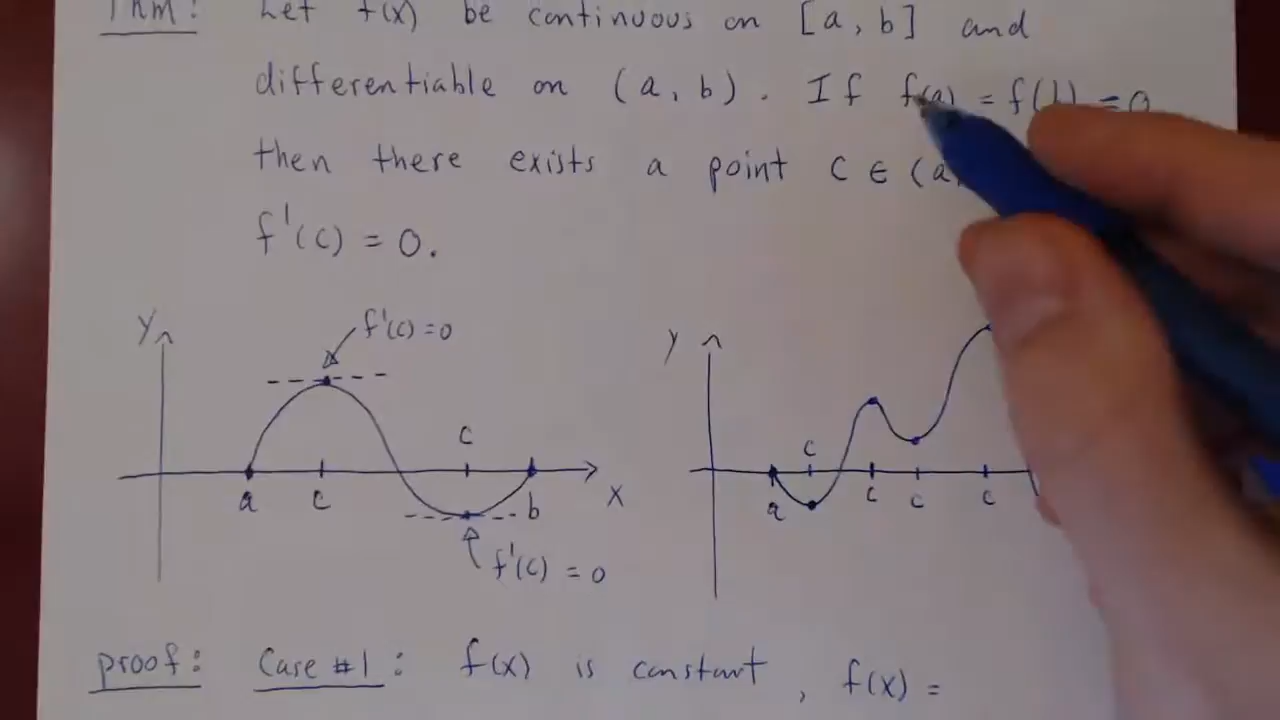 Thm: Let f(x) be continuous on [a, b] and
differentiable on (a, b). If f(a) = f(b) = 0
then there exists a point c ∈ (a,
f'(c) = 0.
y
f'(c) = 0
c
a
c
b
x
f'(c) = 0
y
c
a
c
c
c
proof: Case #1: f(x) is constant, f(x) =